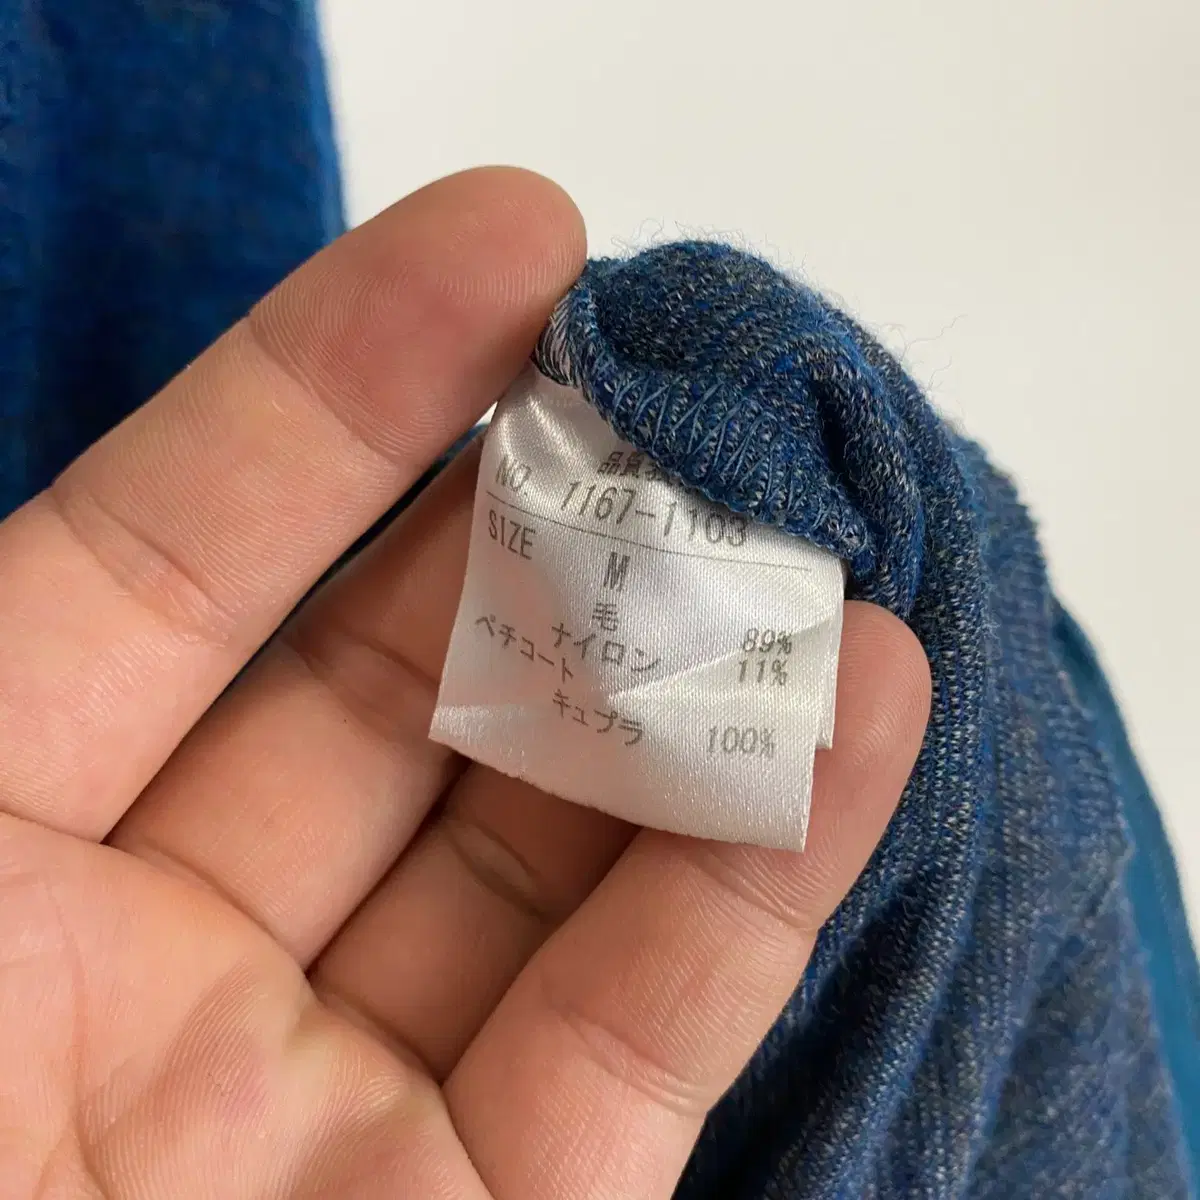 品質表
NO. 1167-1103
SIZE M
毛 89%
ナイロン 11%
ペチコート
キュプラ 100%